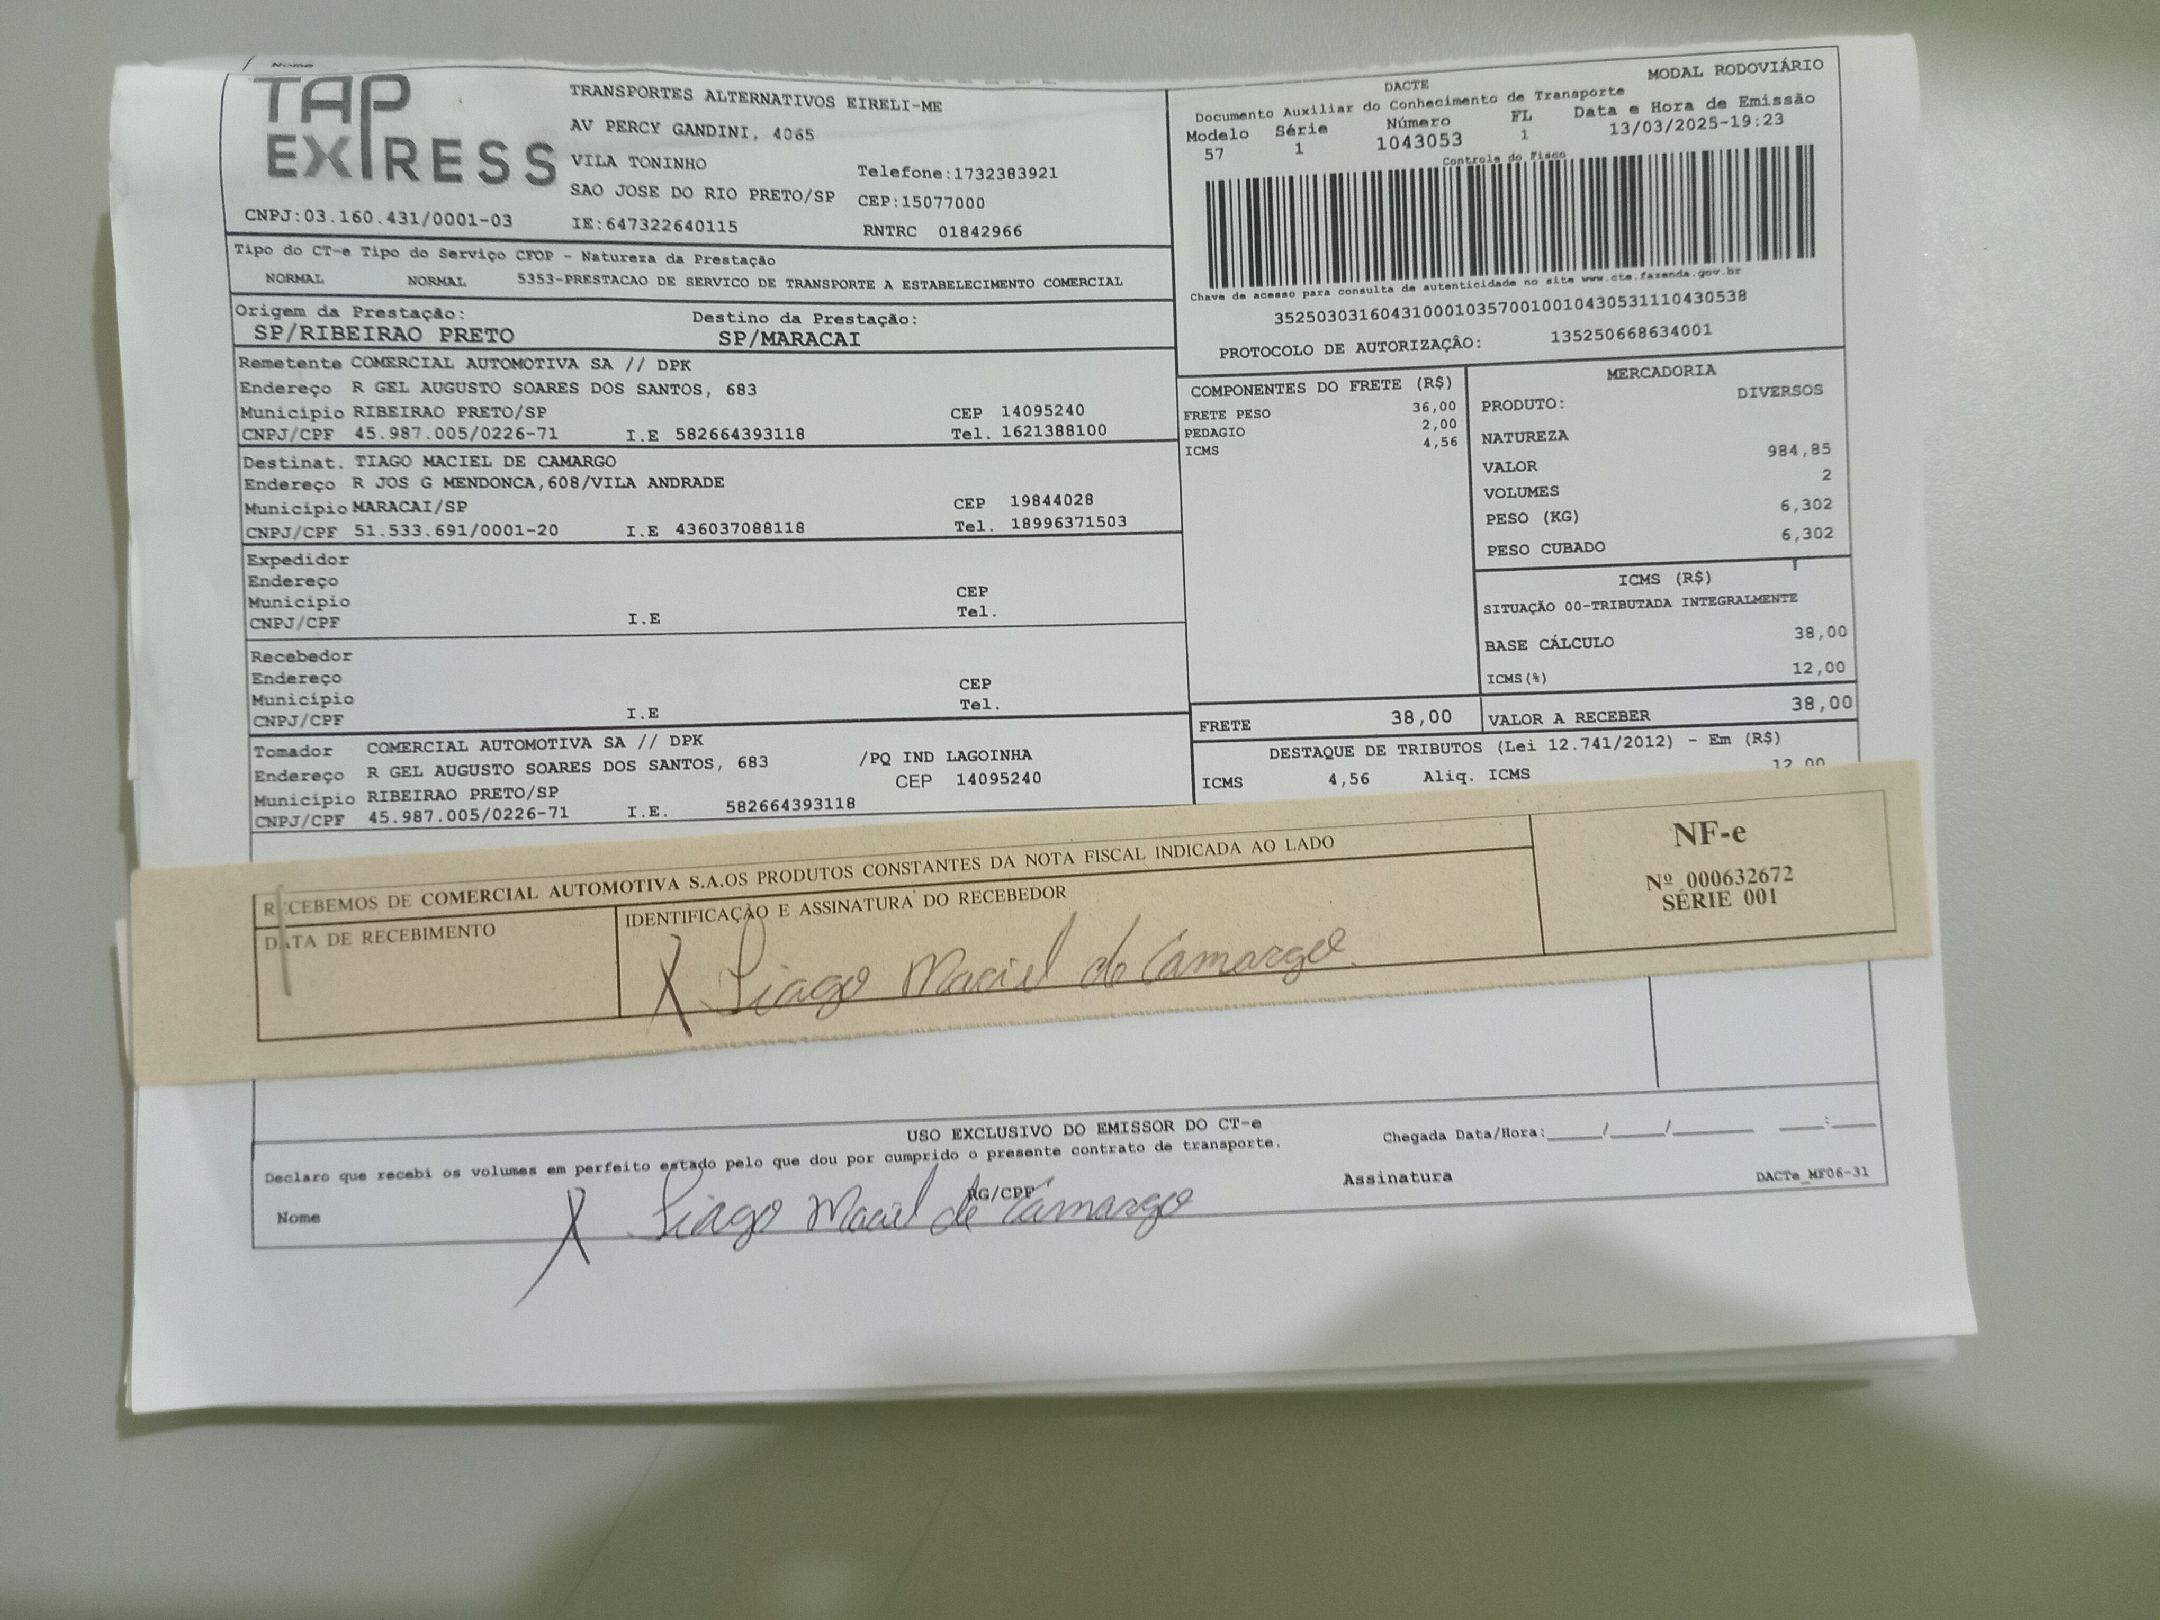 Nome
TAP
EXPRESS
TRANSPORTES ALTERNATIVOS EIRELI-ME
AV PERCY GANDINI, 4065
VILA TONINHO
Telefone:1732383921
SAO JOSE DO RIO PRETO/SP CEP:15077000
CNPJ:03.160.431/0001-03 IE:647322640115 RNTRC 01842966
DACTE MODAL RODOVIÁRIO
Documento Auxiliar do Conhecimento de Transporte
Modelo Série Número FL Data e Hora de Emissão
57 1 1043053 1 13/03/2025-19:23
Controle do Fisco
Chave de acesso para consulta de autenticidade no site www.cte.fazenda.gov.br
35250303160431000103570010010430531110430538
PROTOCOLO DE AUTORIZAÇÃO: 135250668634001
Tipo do CT-e Tipo do Serviço CFOP - Natureza da Prestação
NORMAL NORMAL 5353-PRESTACAO DE SERVICO DE TRANSPORTE A ESTABELECIMENTO COMERCIAL
Origem da Prestação: Destino da Prestação:
SP/RIBEIRAO PRETO SP/MARACAI
Remetente COMERCIAL AUTOMOTIVA SA // DPK
Endereço R GEL AUGUSTO SOARES DOS SANTOS, 683
Município RIBEIRAO PRETO/SP CEP 14095240
CNPJ/CPF 45.987.005/0226-71 I.E 582664393118 Tel. 1621388100
Destinat. TIAGO MACIEL DE CAMARGO
Endereço R JOS G MENDONCA,608/VILA ANDRADE
Município MARACAI/SP CEP 19844028
CNPJ/CPF 51.533.691/0001-20 I.E 436037088118 Tel. 18996371503
Expedidor
Endereço
Município CEP
CNPJ/CPF I.E Tel.
Recebedor
Endereço
Município CEP
CNPJ/CPF I.E Tel.
Tomador COMERCIAL AUTOMOTIVA SA // DPK
Endereço R GEL AUGUSTO SOARES DOS SANTOS, 683 /PQ IND LAGOINHA
Município RIBEIRAO PRETO/SP CEP 14095240
CNPJ/CPF 45.987.005/0226-71 I.E. 582664393118
COMPONENTES DO FRETE (R$)
FRETE PESO 36,00
PEDAGIO 2,00
ICMS 4,56
MERCADORIA
PRODUTO: DIVERSOS
NATUREZA
VALOR 984,85
VOLUMES 2
PESO (KG) 6,302
PESO CUBADO 6,302
ICMS (R$)
SITUAÇÃO 00-TRIBUTADA INTEGRALMENTE
BASE CÁLCULO 38,00
ICMS(%) 12,00
FRETE 38,00 VALOR A RECEBER 38,00
DESTAQUE DE TRIBUTOS (Lei 12.741/2012) - Em (R$)
ICMS 4,56 Aliq. ICMS 12,00
RECEBEMOS DE COMERCIAL AUTOMOTIVA S.A.OS PRODUTOS CONSTANTES DA NOTA FISCAL INDICADA AO LADO
DATA DE RECEBIMENTO IDENTIFICAÇÃO E ASSINATURA DO RECEBEDOR
X Tiago Maciel de Camargo
NF-e
Nº 000632672
SÉRIE 001
USO EXCLUSIVO DO EMISSOR DO CT-e
Declaro que recebi os volumes em perfeito estado pelo que dou por cumprido o presente contrato de transporte. Chegada Data/Hora:____/____/______ ___:___
Nome RG/CPF Assinatura DACTe_MF06-31
X Tiago Maciel de Camargo